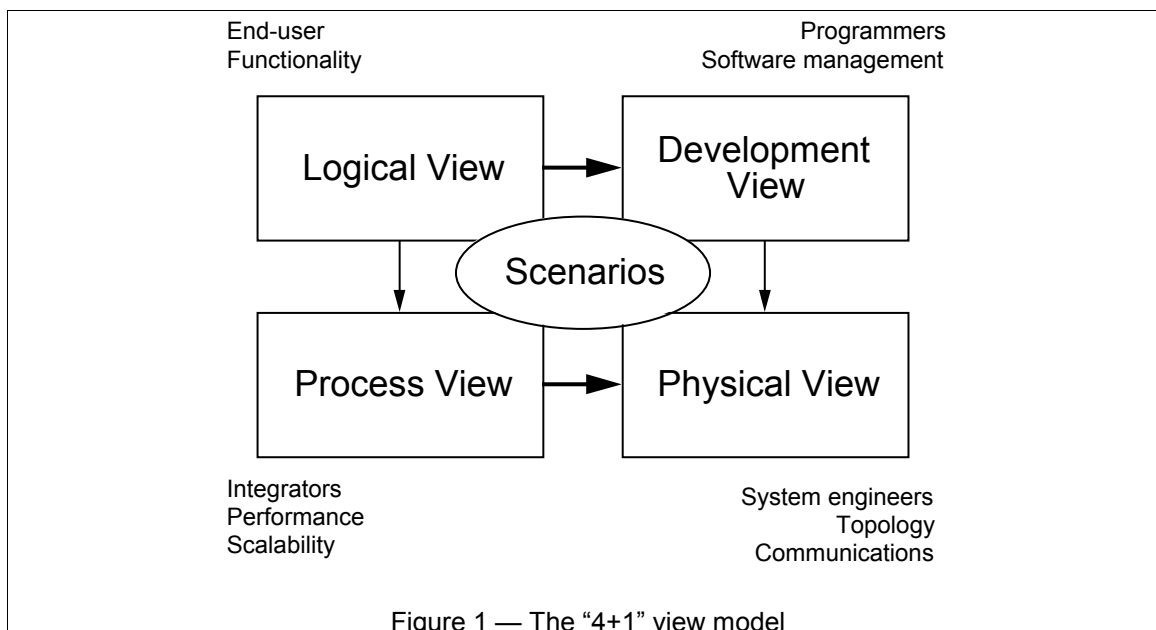 End-user
Functionality
Programmers
Software management
Logical View
Development
View
Scenarios
Process View
Physical View
Integrators
Performance
Scalability
System engineers
Topology
Communications
Figure 1 — The “4+1” view model